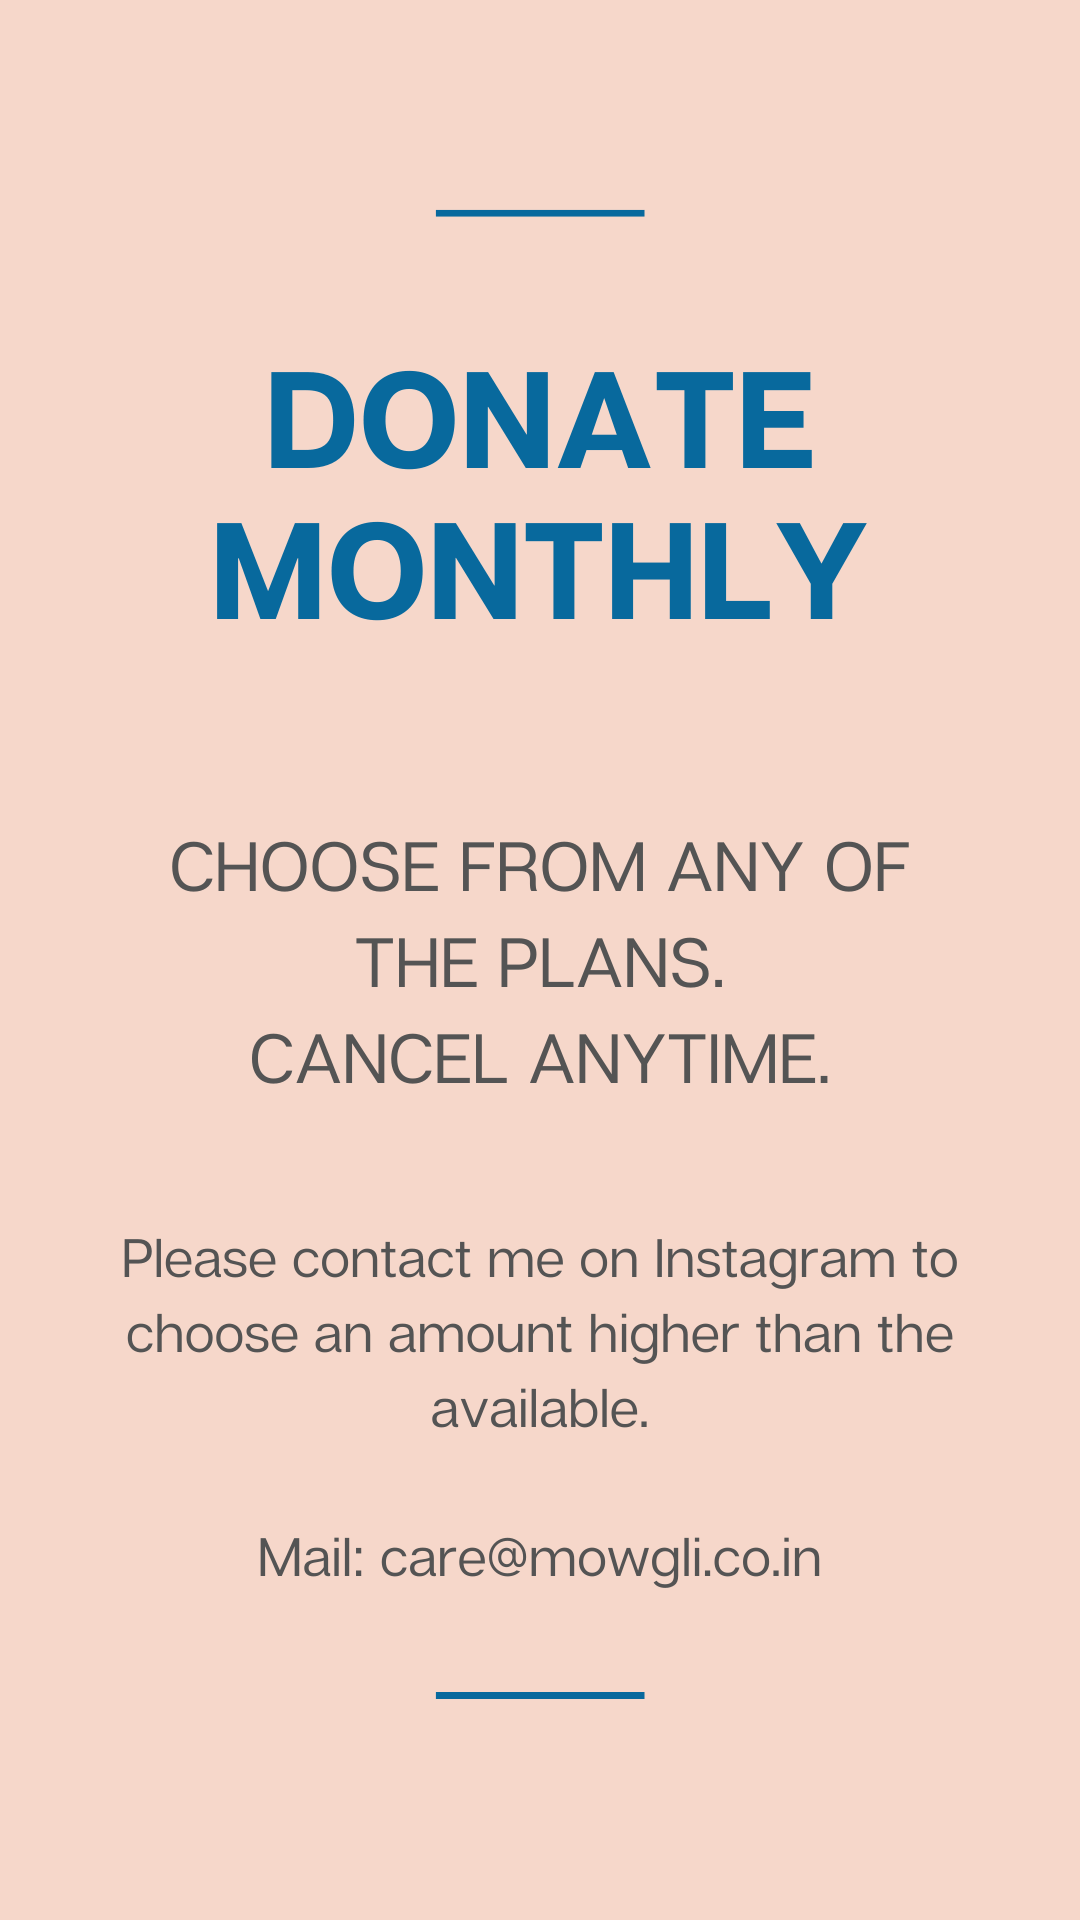 DONATE
MONTHLY
CHOOSE FROM ANY OF
THE PLANS.
CANCEL ANYTIME.
Please contact me on Instagram to
choose an amount higher than the
available.
Mail: care@mowgli.co.in